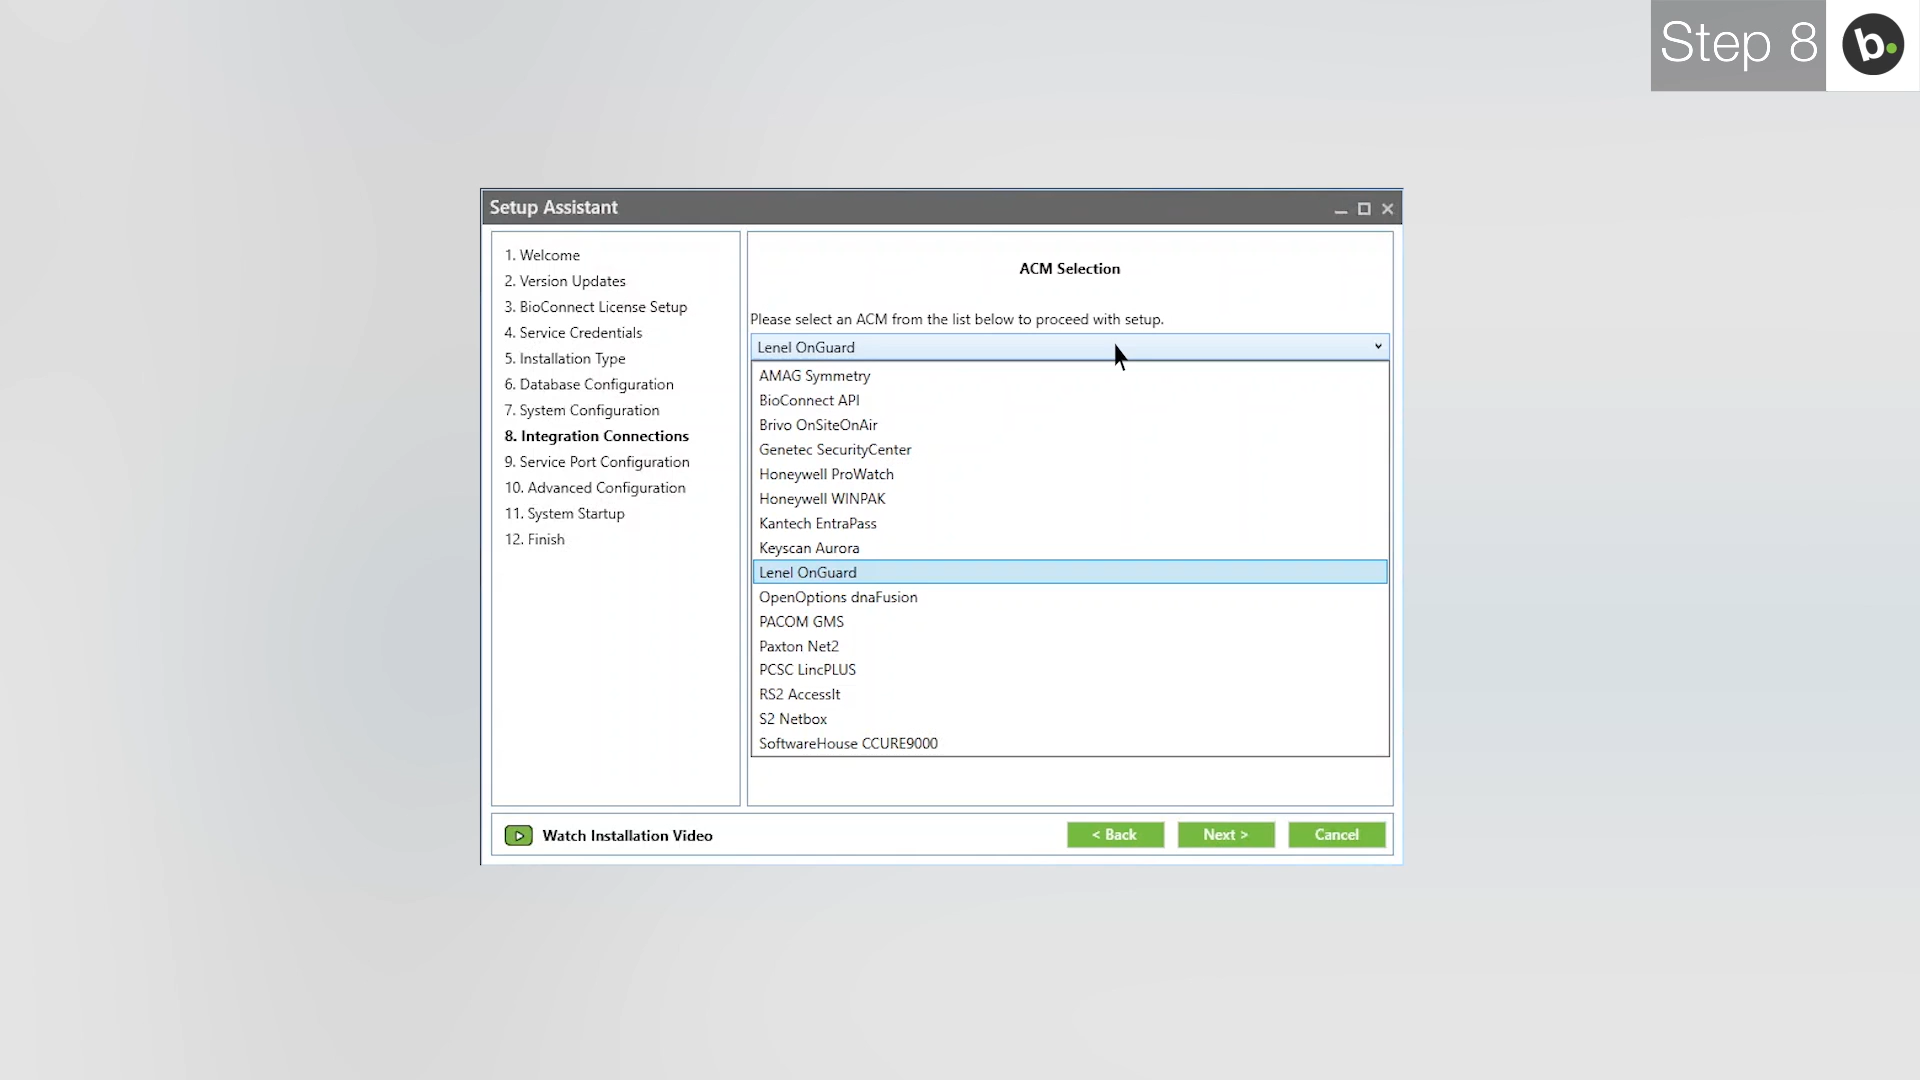 Step 8
b.
Setup Assistant
1. Welcome
2. Version Updates
3. BioConnect License Setup
4. Service Credentials
5. Installation Type
6. Database Configuration
7. System Configuration
8. Integration Connections
9. Service Port Configuration
10. Advanced Configuration
11. System Startup
12. Finish
ACM Selection
Please select an ACM from the list below to proceed with setup.
Lenel OnGuard
AMAG Symmetry
BioConnect API
Brivo OnSiteOnAir
Genetec SecurityCenter
Honeywell ProWatch
Honeywell WINPAK
Kantech EntraPass
Keyscan Aurora
Lenel OnGuard
OpenOptions dnaFusion
PACOM GMS
Paxton Net2
PCSC LincPLUS
RS2 AccessIt
S2 Netbox
SoftwareHouse CCURE9000
Watch Installation Video
< Back
Next >
Cancel